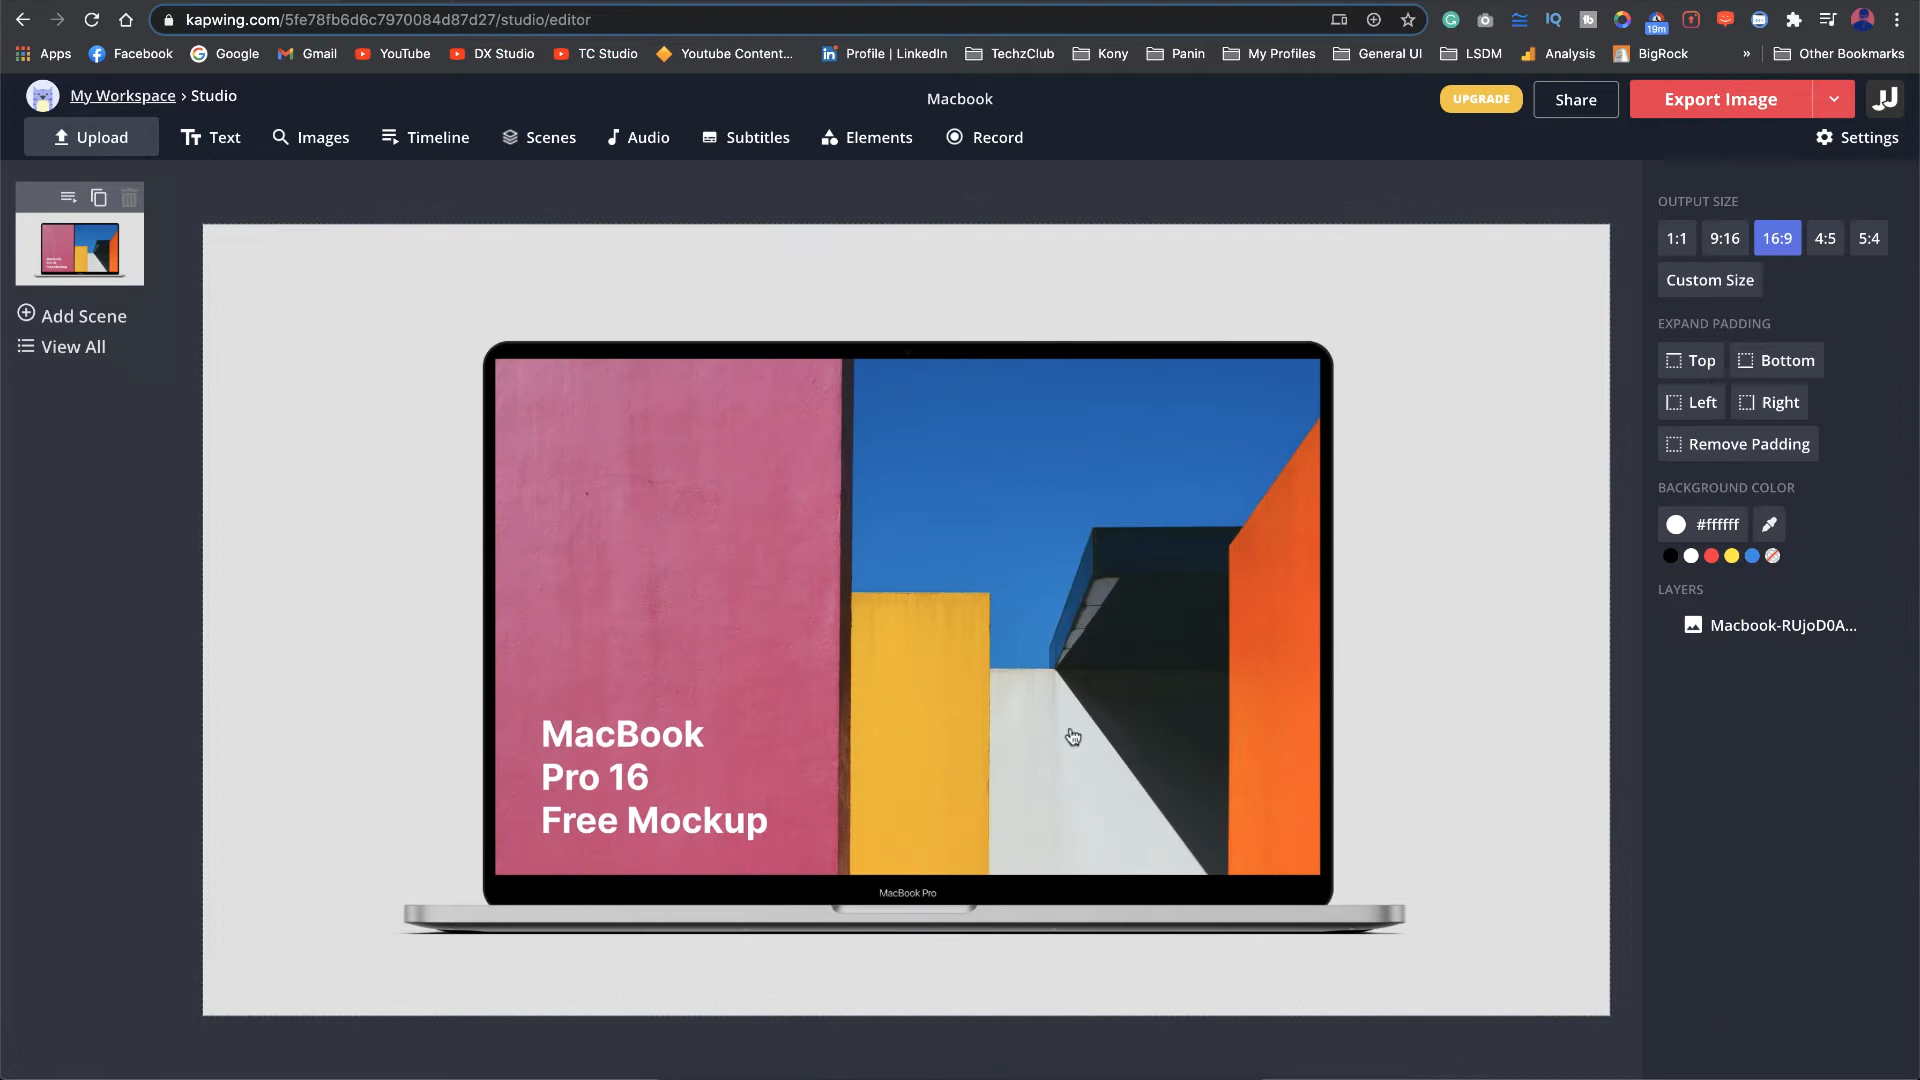 kapwing.com/5fe78fb6d6c7970084d87d27/studio/editor
19m
Apps Facebook Google Gmail YouTube DX Studio TC Studio Youtube Content... Profile | LinkedIn TechzClub Kony Panin My Profiles General UI LSDM Analysis BigRock » Other Bookmarks
My Workspace › Studio
Macbook
UPGRADE
Share
Export Image
Upload Text Images Timeline Scenes Audio Subtitles Elements Record
Settings
Add Scene
View All
MacBook
Pro 16
Free Mockup
MacBook Pro
OUTPUT SIZE
1:1 9:16 16:9 4:5 5:4
Custom Size
EXPAND PADDING
Top Bottom
Left Right
Remove Padding
BACKGROUND COLOR
#ffffff
LAYERS
Macbook-RUjoD0A...